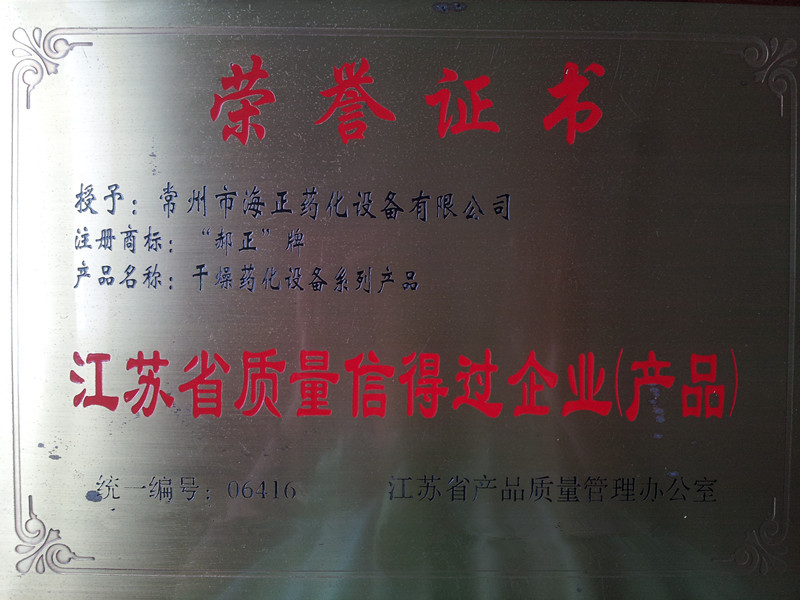 荣誉证书
授予：常州市海正药化设备有限公司
注册商标：“郝正”牌
产品名称：干燥药化设备系列产品
江苏省质量信得过企业(产品)
统一编号：06416 江苏省产品质量管理办公室